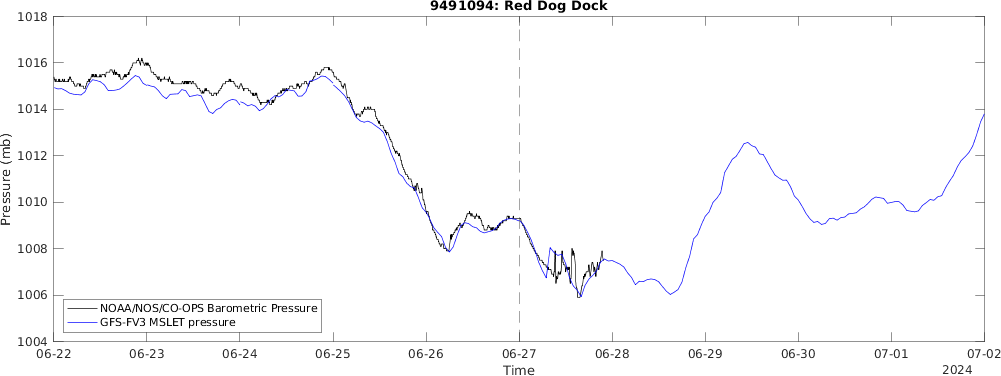 9491094: Red Dog Dock
1018
1016
1014
1012
1010
1008
1006
1004
Pressure (mb)
NOAA/NOS/CO-OPS Barometric Pressure
GFS-FV3 MSLET pressure
06-22 06-23 06-24 06-25 06-26 06-27 06-28 06-29 06-30 07-01 07-02
Time
2024